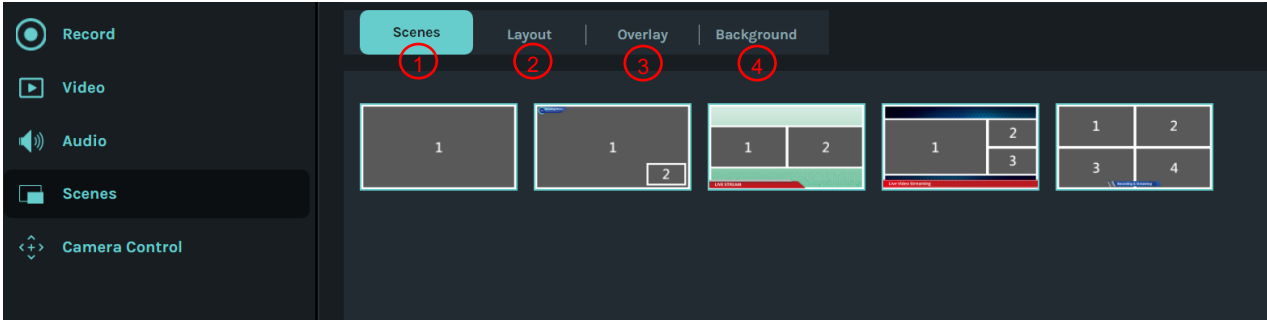 Record
Video
Audio
Scenes
Camera Control
Scenes Layout Overlay Background
1 2 3 4
1
1
2
LIVE STREAM
1 2
Live Video Streaming
1
2
3
1 2
3 4
Recording & Streaming